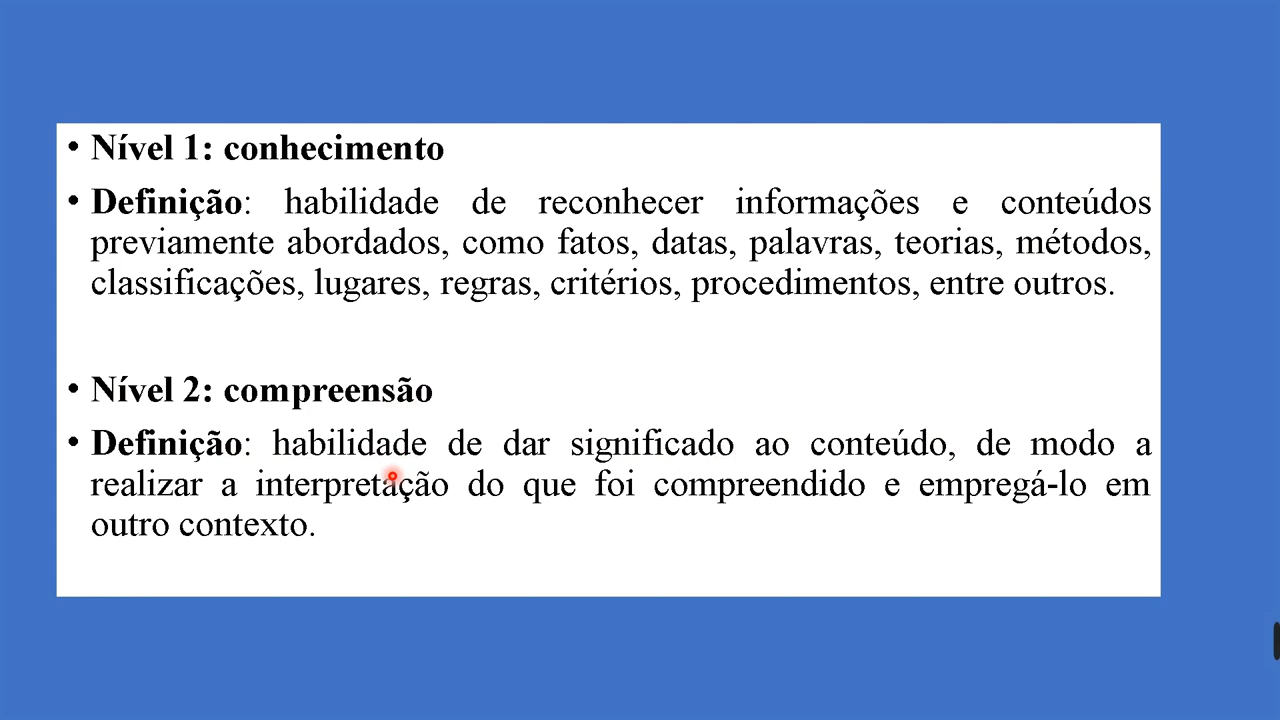 • Nível 1: conhecimento
• Definição: habilidade de reconhecer informações e conteúdos
previamente abordados, como fatos, datas, palavras, teorias, métodos,
classificações, lugares, regras, critérios, procedimentos, entre outros.
• Nível 2: compreensão
• Definição: habilidade de dar significado ao conteúdo, de modo a
realizar a interpretação do que foi compreendido e empregá-lo em
outro contexto.